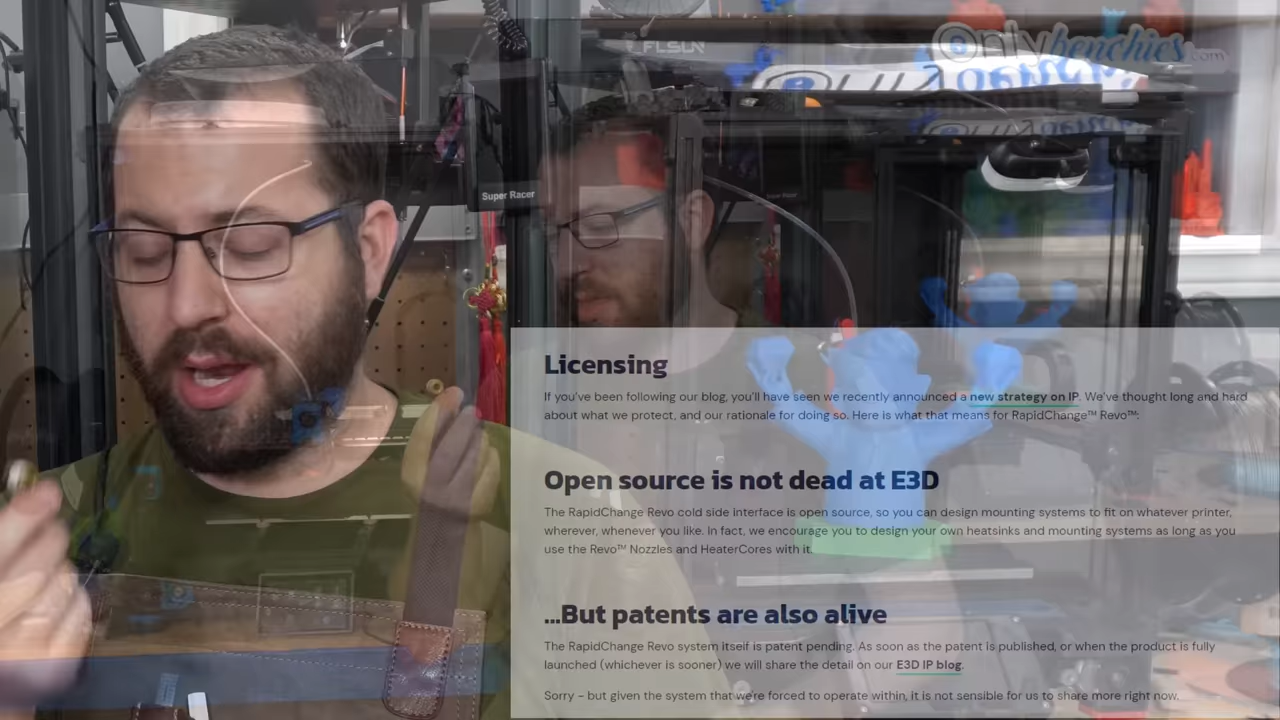 FLSUN
Onlybenchies.com
Super Racer
Licensing
If you've been following our blog, you'll have seen we recently announced a new strategy on IP. We've thought long and hard
about what we protect, and our rationale for doing so. Here is what that means for RapidChange™ Revo™:
Open source is not dead at E3D
The RapidChange Revo cold side interface is open source, so you can design mounting systems to fit on whatever printer,
wherever, whenever you like. In fact, we encourage you to design your own heatsinks and mounting systems as long as you
use the Revo™ Nozzles and HeaterCores with it.
...But patents are also alive
The RapidChange Revo system itself is patent pending. As soon as the patent is published, or when the product is fully
launched (whichever is sooner) we will share the detail on our E3D IP blog.
Sorry - but given the system that we're forced to operate within, it is not sensible for us to share more right now.